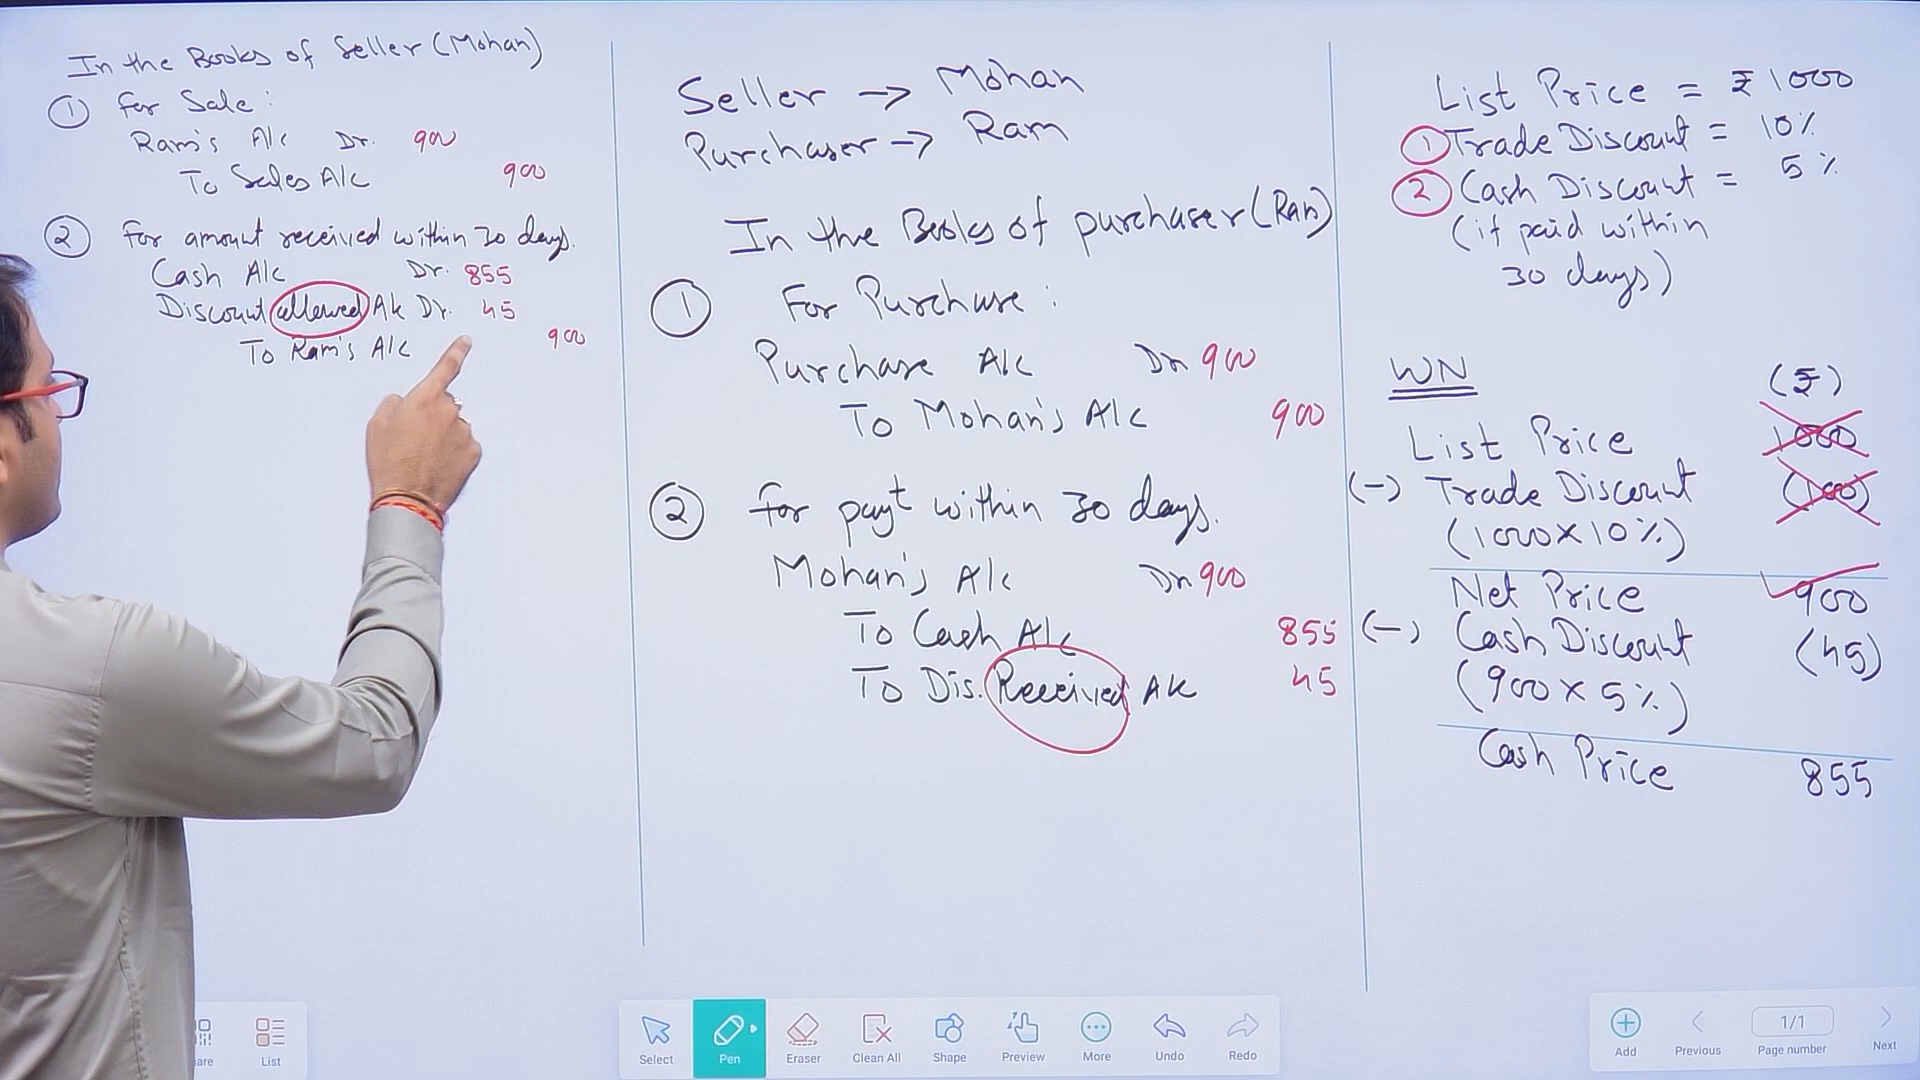 In the Books of Seller (Mohan)
① For Sale :
Ram's A/c Dr. 900
To Sales A/c 900
② For amount received within 30 days.
Cash A/c Dr. 855
Discount allowed A/c Dr. 45
To Ram's A/c 900
Seller → Mohan
Purchaser → Ram
In the Books of purchaser (Ram)
① For Purchase :
Purchase A/c Dr 900
To Mohan's A/c 900
② For payt within 30 days.
Mohan's A/c Dr 900
To Cash A/c 855
To Dis. Received A/c 45
List Price = ₹ 1000
① Trade Discount = 10%
② Cash Discount = 5%
(if paid within
30 days)
WN (₹)
List Price 1000
(-) Trade Discount (100)
(1000×10%)
Net Price 900
(-) Cash Discount (45)
(900×5%)
Cash Price 855
are
List
Select
Pen
Eraser
Clean All
Shape
Preview
More
Undo
Redo
Add
Previous
1/1
Page number
Next